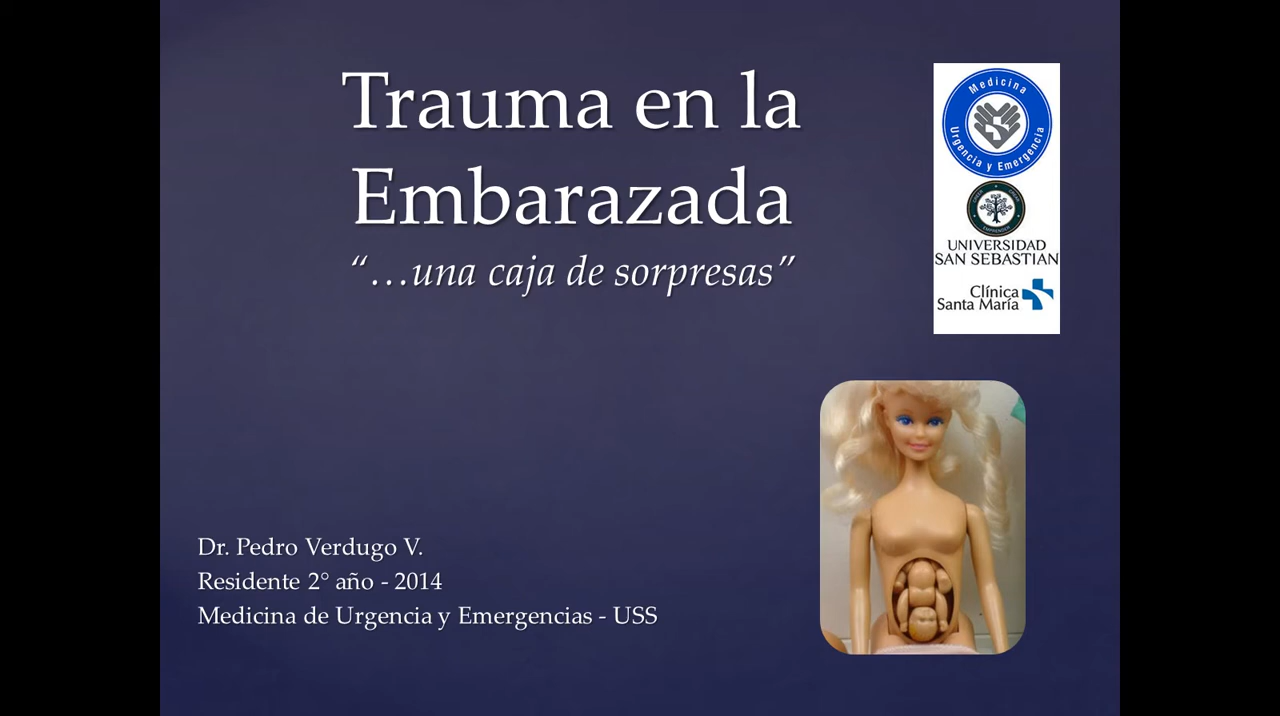 Trauma en la
Embarazada
“…una caja de sorpresas”
Medicina
Urgencia y Emergencia
UNIVERSIDAD
SAN SEBASTIAN
Clínica
Santa María
Dr. Pedro Verdugo V.
Residente 2° año - 2014
Medicina de Urgencia y Emergencias - USS